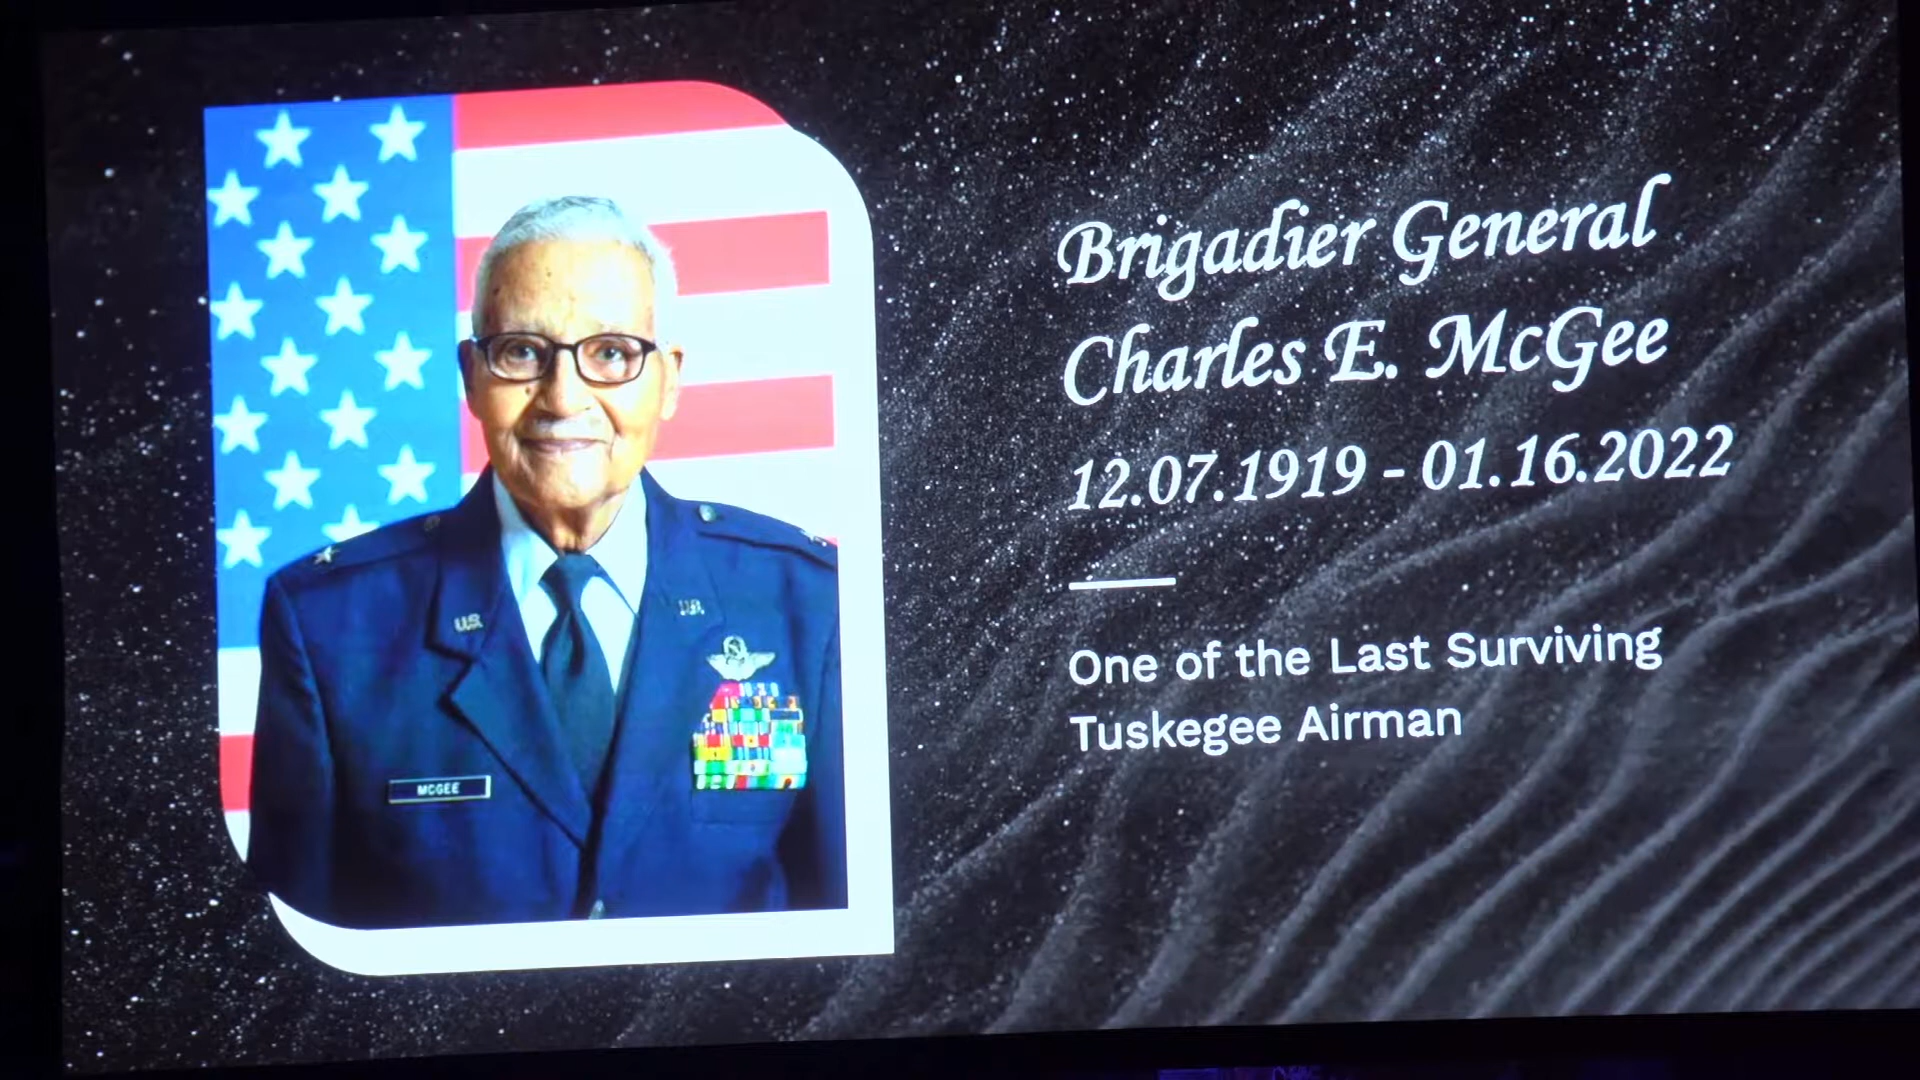 Brigadier General
Charles E. McGee
12.07.1919 - 01.16.2022
One of the Last Surviving
Tuskegee Airman
U.S.
U.S.
MCGEE